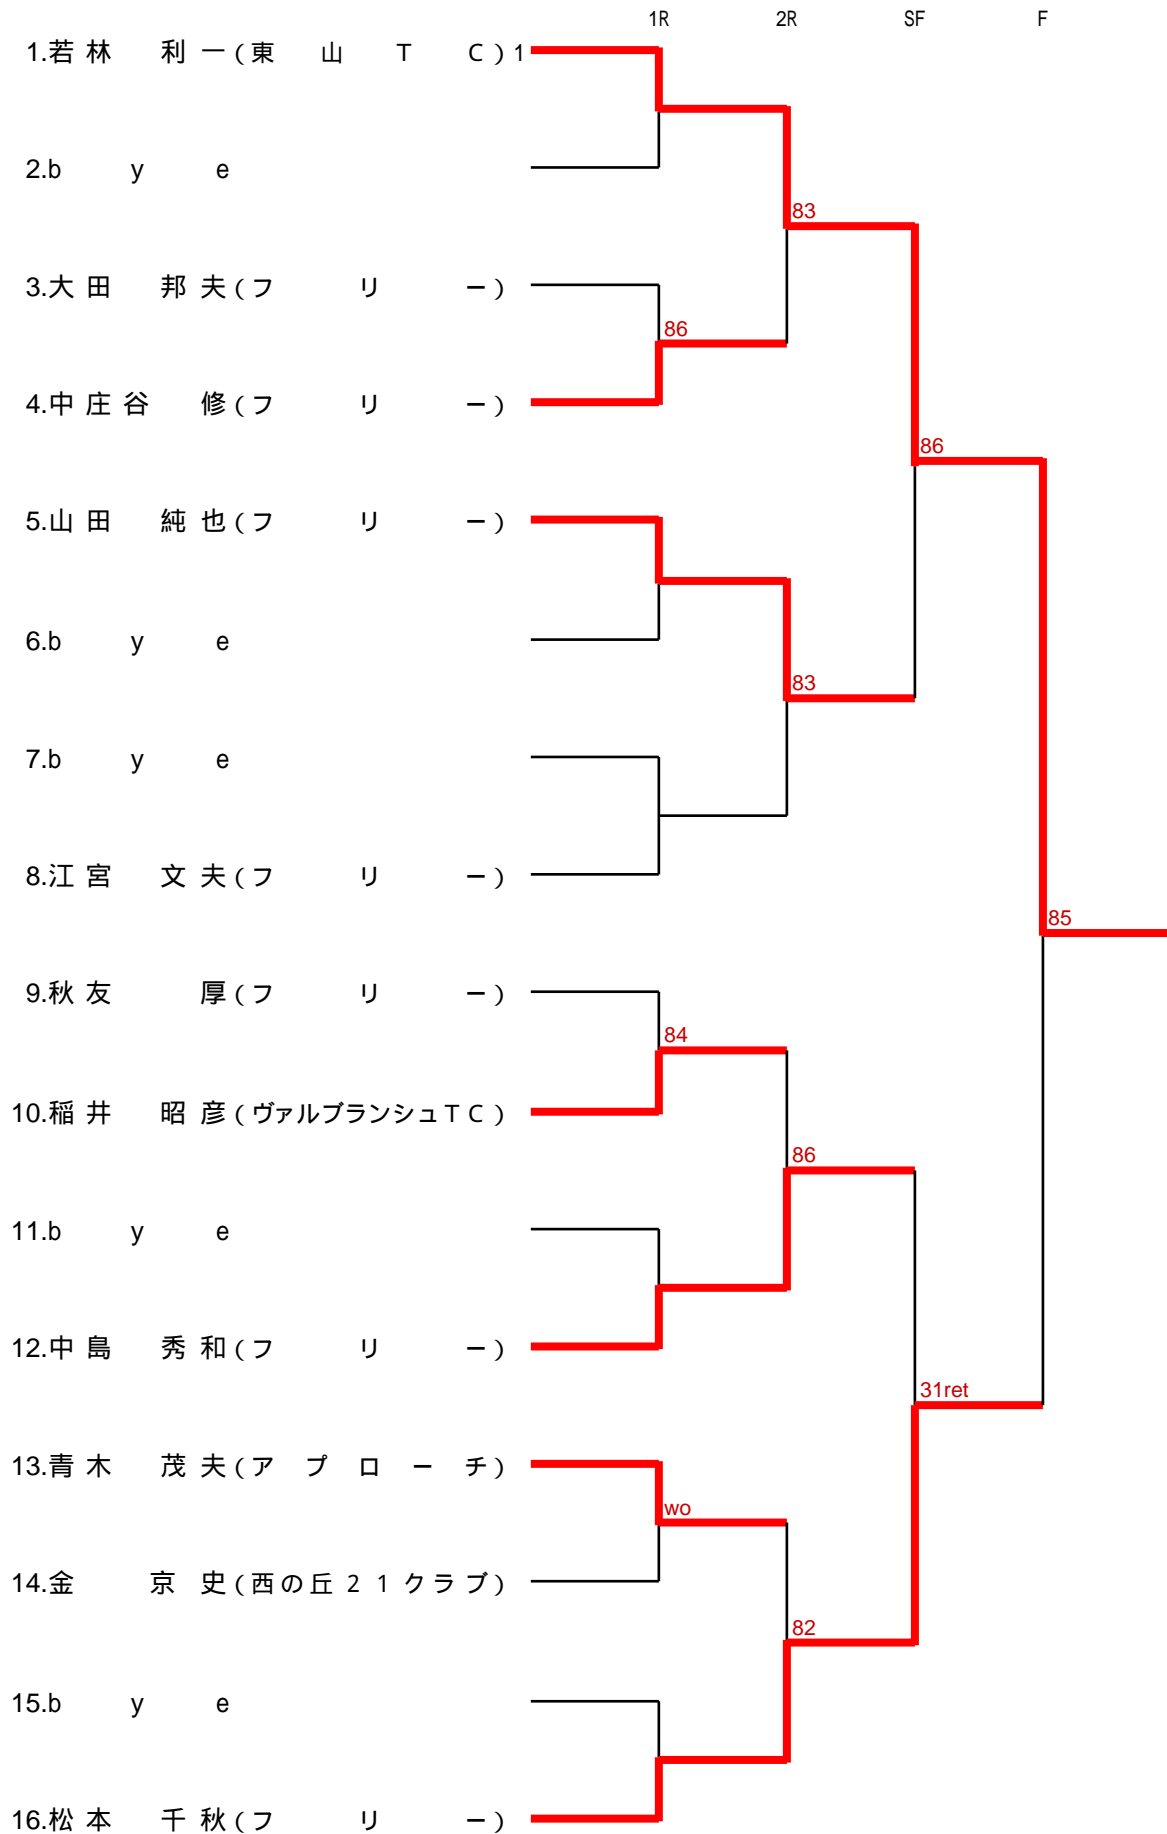 1R 2R SF F
1.若林 利一(東山TC)1
2.bye
83
3.大田 邦夫(フリー)
86
4.中庄谷 修(フリー)
86
5.山田 純也(フリー)
6.bye
83
7.bye
8.江宮 文夫(フリー)
85
9.秋友 厚(フリー)
84
10.稲井 昭彦(ヴァルブランシュTC)
86
11.bye
12.中島 秀和(フリー)
31ret
13.青木 茂夫(アプローチ)
wo
14.金 京史(西の丘21クラブ)
82
15.bye
16.松本 千秋(フリー)